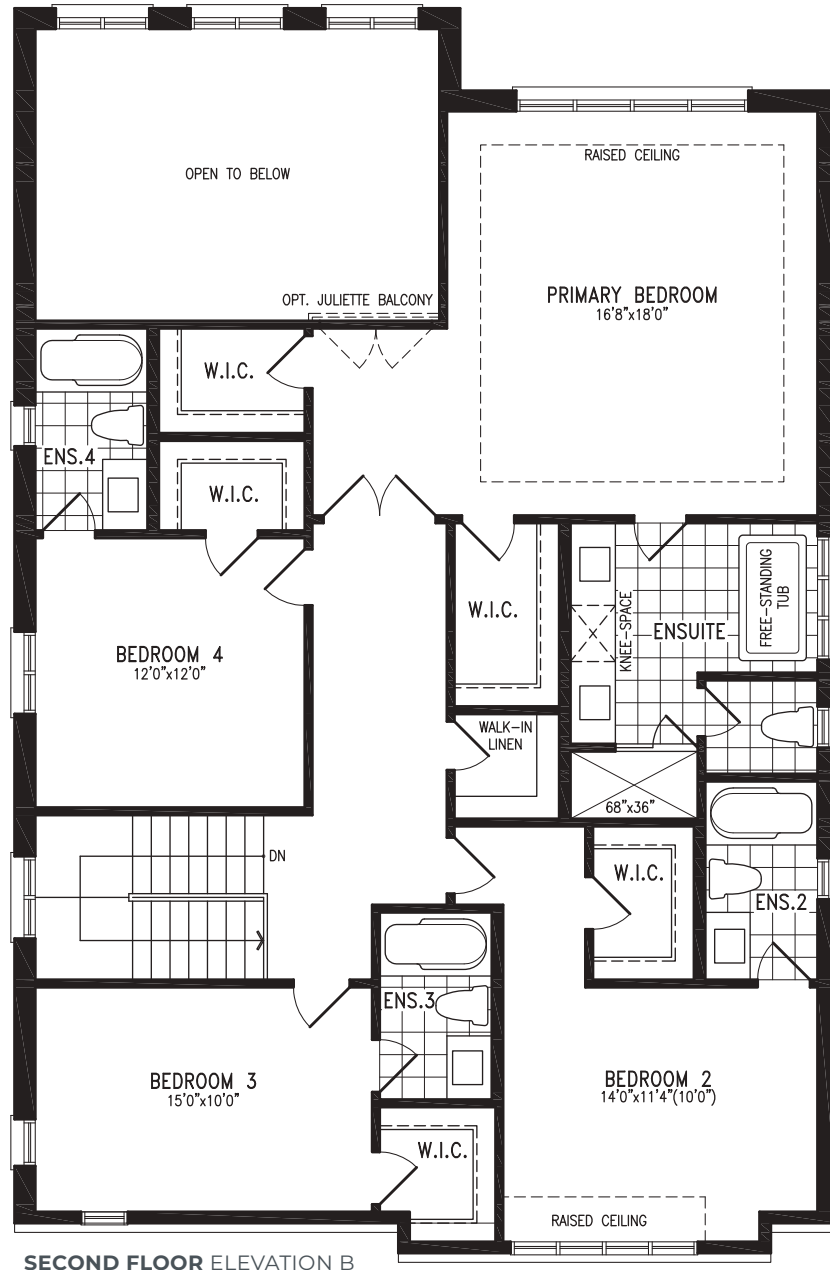 RAISED CEILING
OPEN TO BELOW
PRIMARY BEDROOM
16'8"x18'0"
OPT. JULIETTE BALCONY
W.I.C.
ENS.4
W.I.C.
W.I.C.
KNEE-SPACE
ENSUITE
FREE-STANDING
TUB
BEDROOM 4
12'0"x12'0"
WALK-IN
LINEN
68"x36"
DN
W.I.C.
ENS.2
ENS.3
BEDROOM 3
15'0"x10'0"
BEDROOM 2
14'0"x11'4"(10'0")
W.I.C.
RAISED CEILING
SECOND FLOOR ELEVATION B